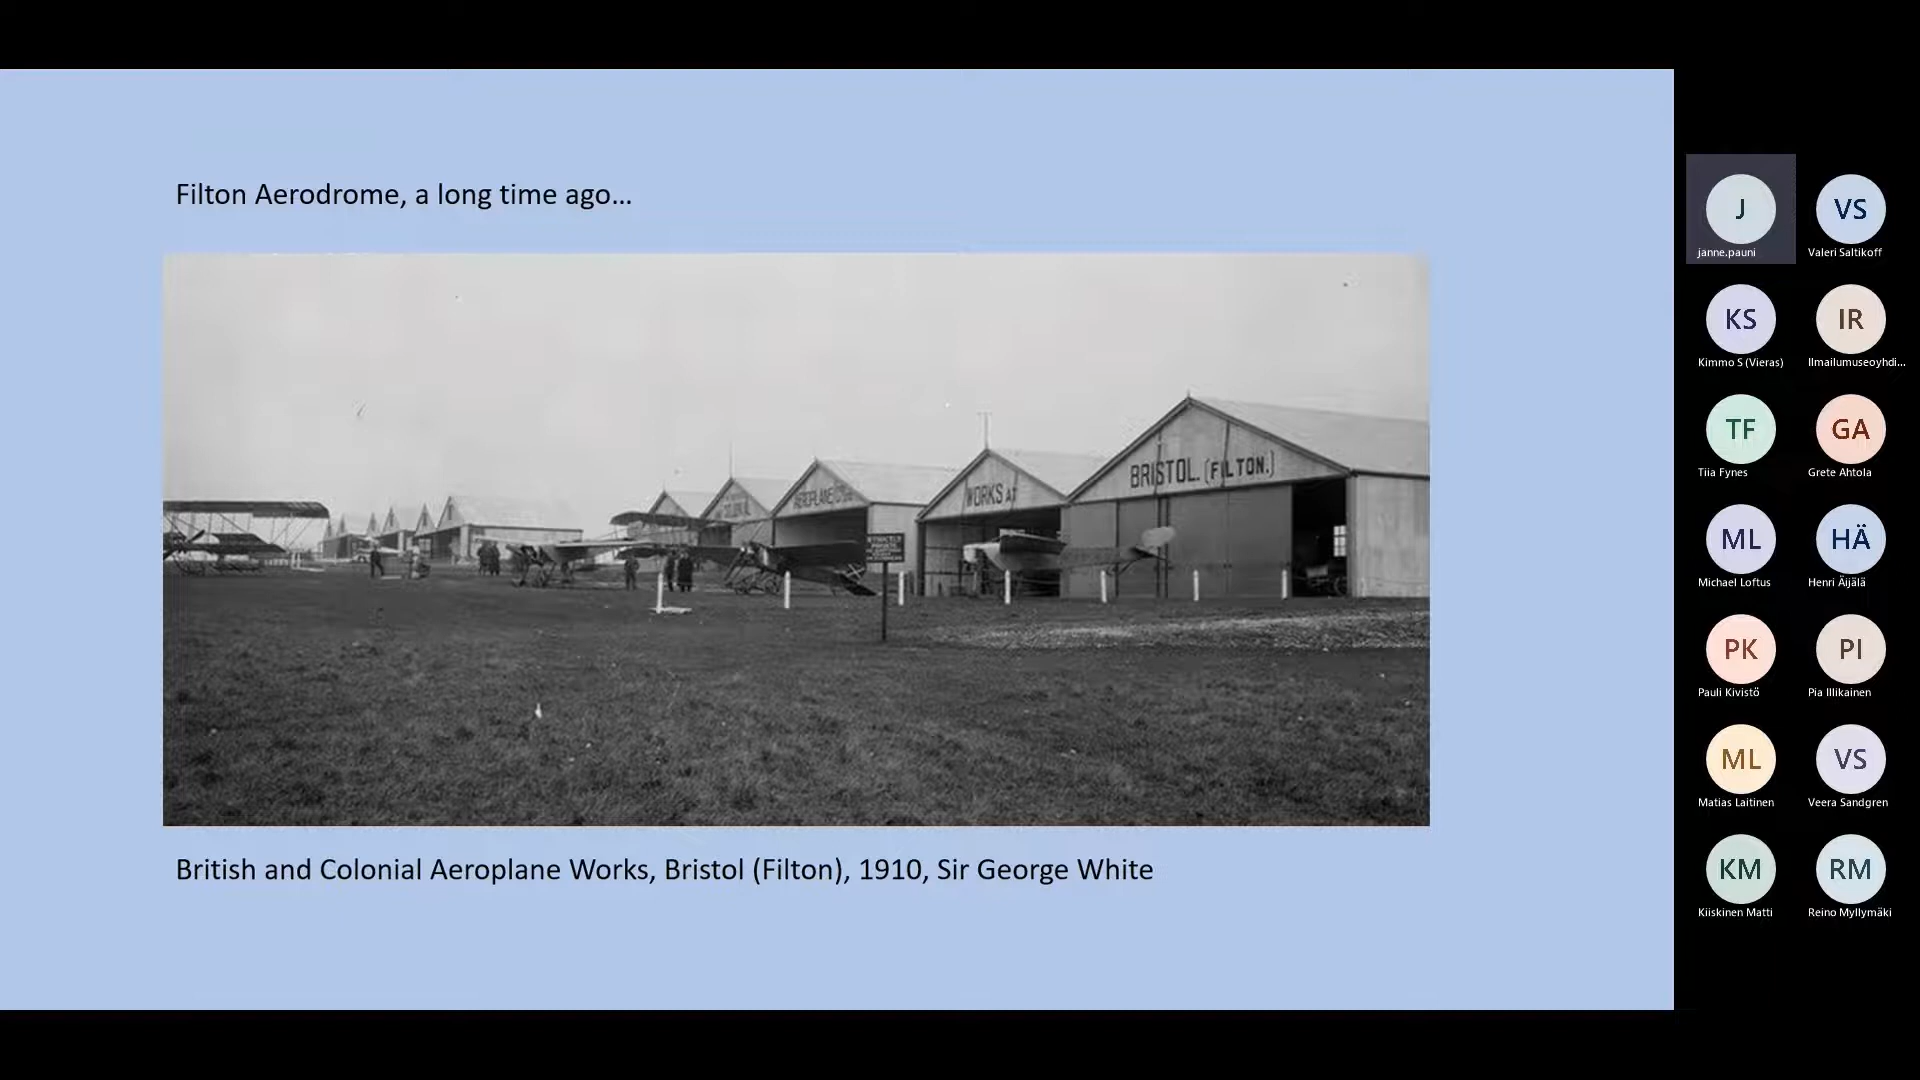 Filton Aerodrome, a long time ago...
AEROPLANE
WORKS AT
BRISTOL. (FILTON.)
STRICTLY
PRIVATE
British and Colonial Aeroplane Works, Bristol (Filton), 1910, Sir George White
J
janne.pauni
VS
Valeri Saltikoff
KS
Kimmo S (Vieras)
IR
Ilmailumuseoyhdi...
TF
Tiia Fynes
GA
Grete Ahtola
ML
Michael Loftus
HÄ
Henri Äijälä
PK
Pauli Kivistö
PI
Pia Illikainen
ML
Matias Laitinen
VS
Veera Sandgren
KM
Kiiskinen Matti
RM
Reino Myllymäki